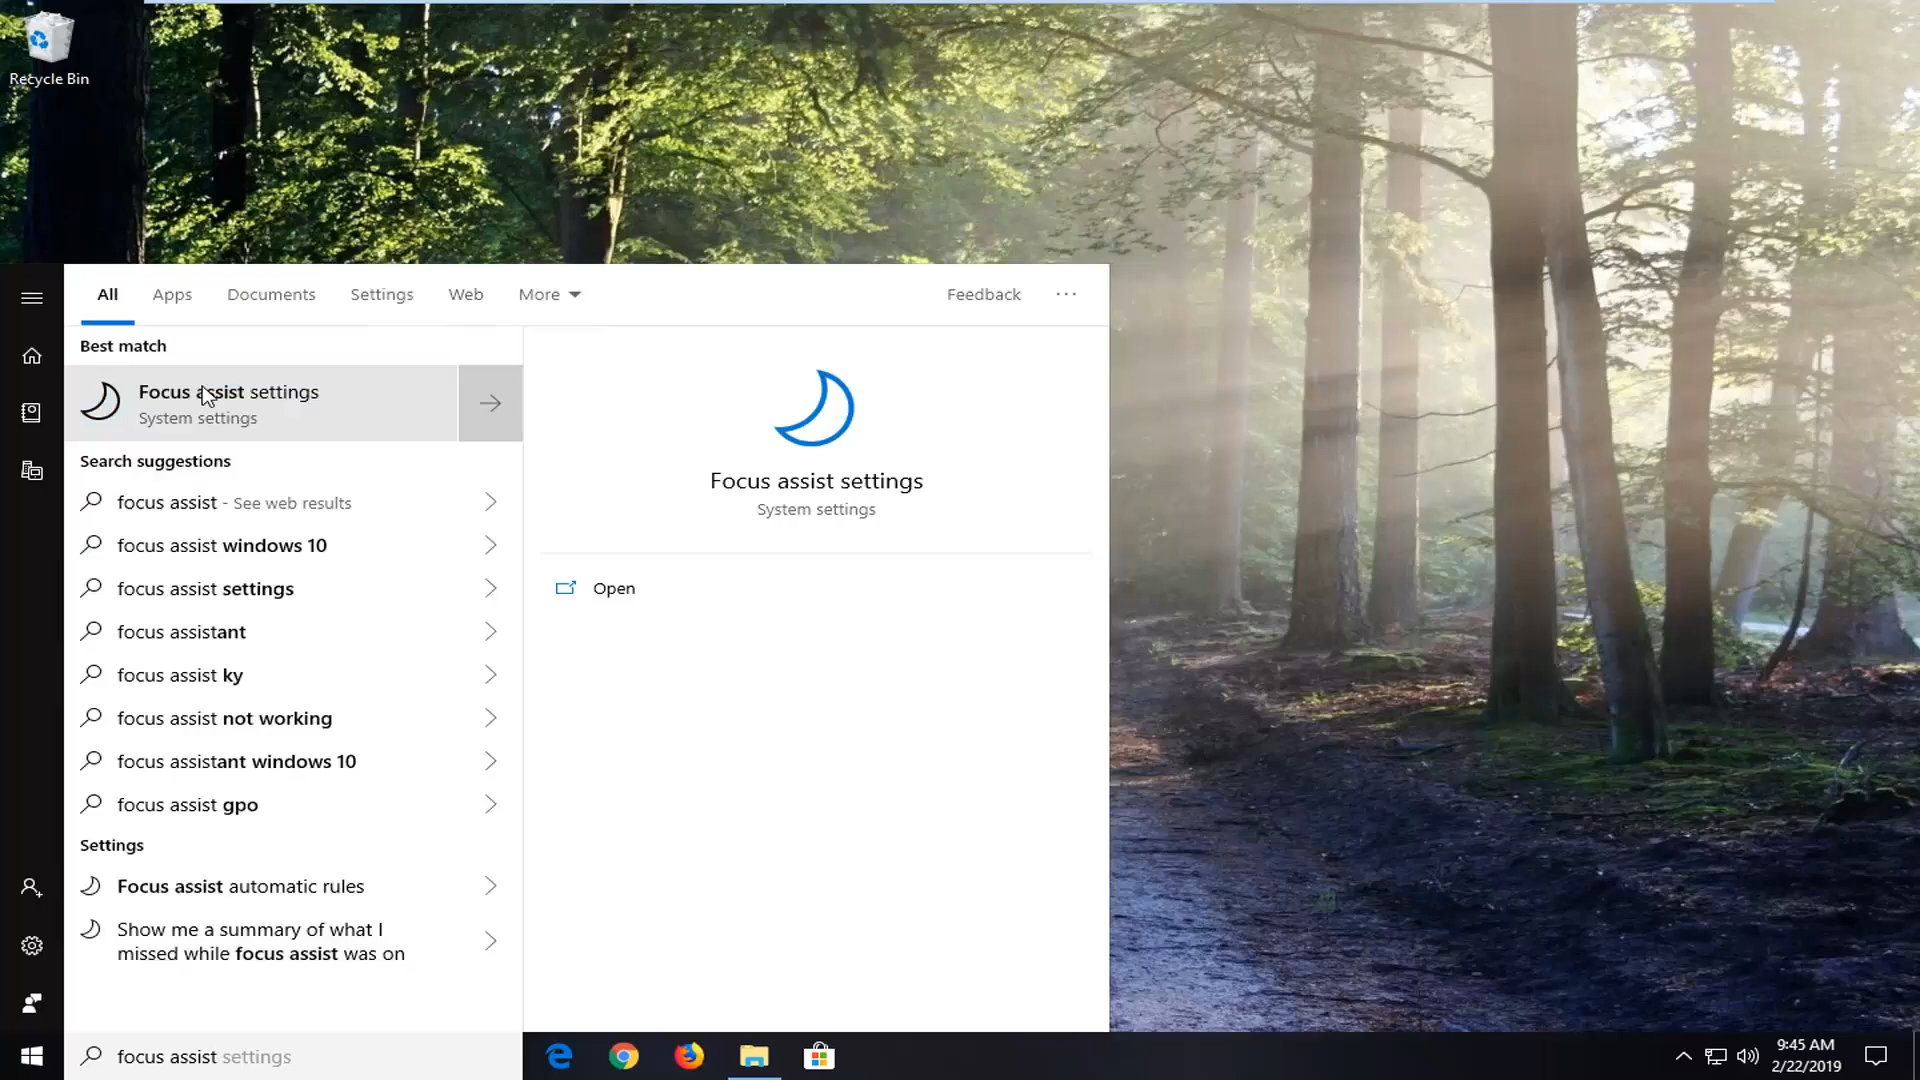 Recycle Bin
All Apps Documents Settings Web More Feedback ...
Best match
Focus assist settings
System settings
Search suggestions
focus assist - See web results
focus assist windows 10
focus assist settings
focus assistant
focus assist ky
focus assist not working
focus assistant windows 10
focus assist gpo
Settings
Focus assist automatic rules
Show me a summary of what I
missed while focus assist was on
Focus assist settings
System settings
Open
focus assist settings
9:45 AM
2/22/2019